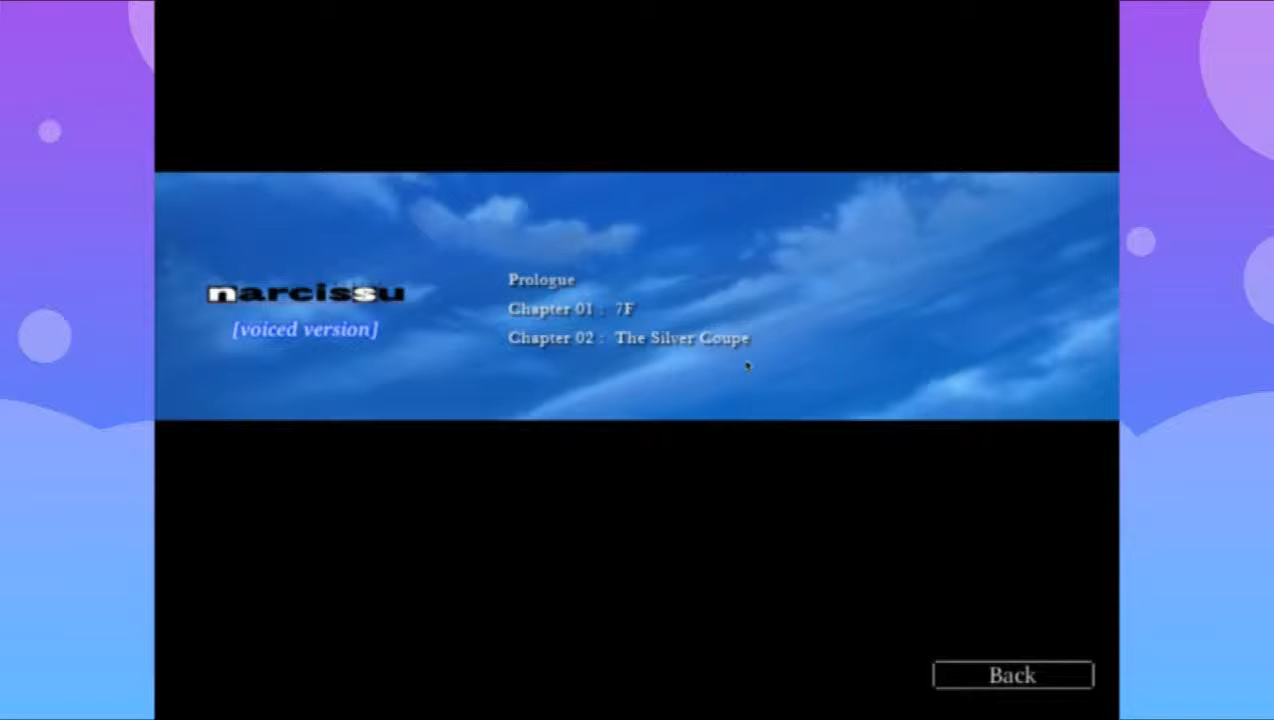 narcissu
[voiced version]
Prologue
Chapter 01 : 7F
Chapter 02 : The Silver Coupe
Back